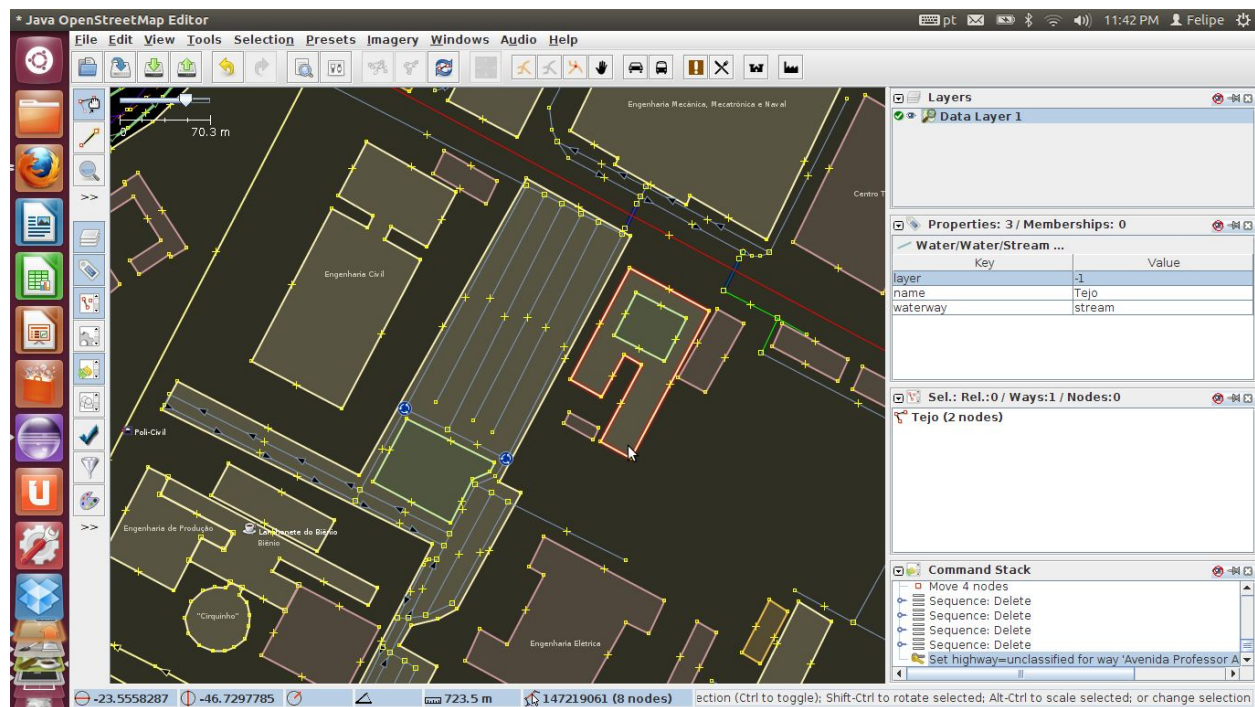 * Java OpenStreetMap Editor
pt
11:42 PM
Felipe
File Edit View Tools Selection Presets Imagery Windows Audio Help
0
70.3 m
>>
>>
Engenharia Mecânica, Mecatrônica e Naval
Centro T
Engenharia Civil
Poli-Civil
Engenharia de Produção
Lanchonete do Biênio
Biênio
"Cirquinho"
Engenharia Elétrica
Layers
Data Layer 1
Properties: 3 / Memberships: 0
Water/Water/Stream ...
Key Value
layer -1
name Tejo
waterway stream
Sel.: Rel.:0 / Ways:1 / Nodes:0
Tejo (2 nodes)
Command Stack
Move 4 nodes
Sequence: Delete
Sequence: Delete
Sequence: Delete
Sequence: Delete
Set highway=unclassified for way 'Avenida Professor A
-23.5558287 -46.7297785 723.5 m 147219061 (8 nodes) ection (Ctrl to toggle); Shift-Ctrl to rotate selected; Alt-Ctrl to scale selected; or change selection